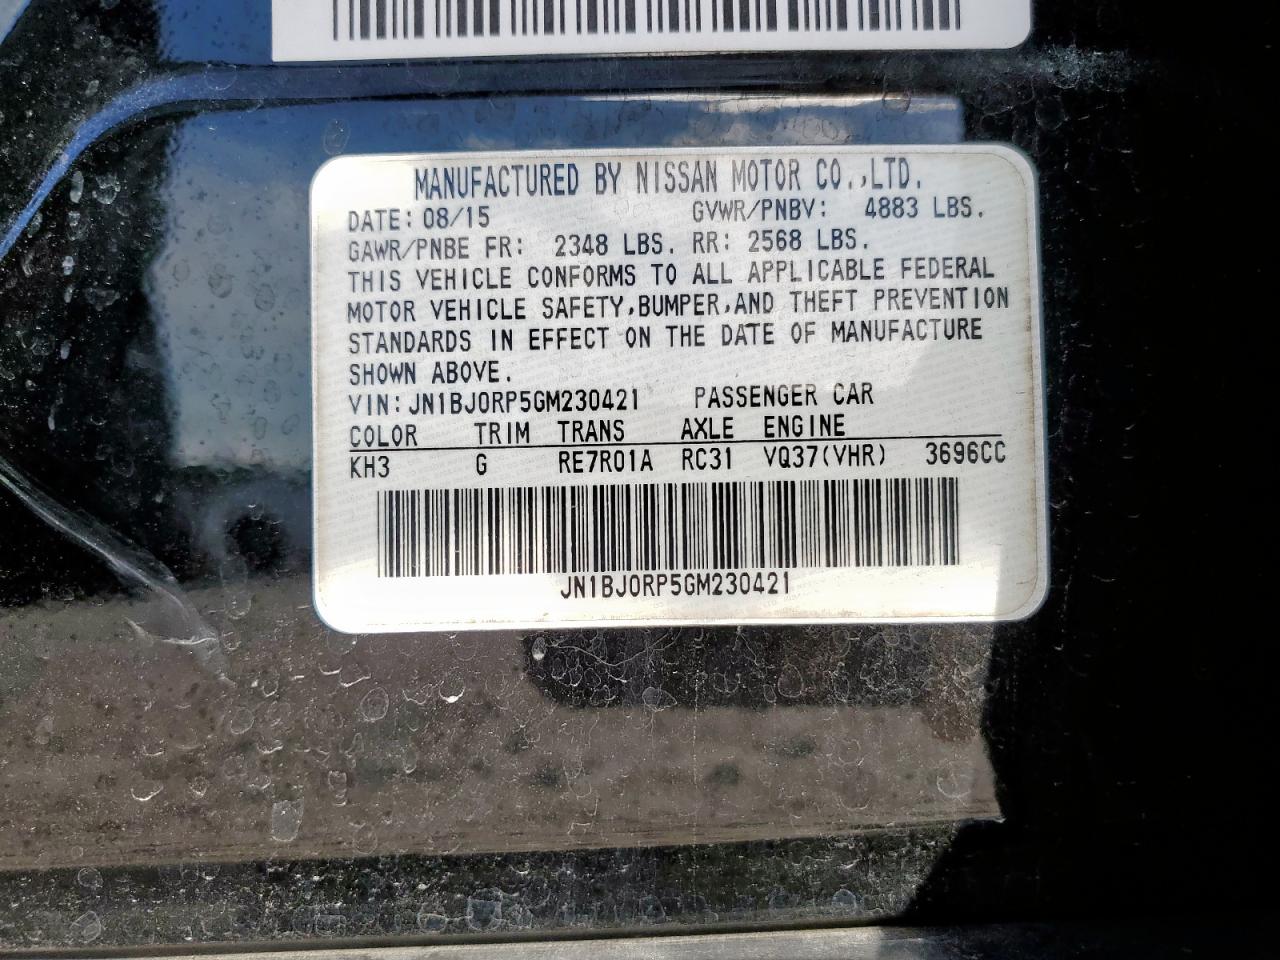 MANUFACTURED BY NISSAN MOTOR CO.,LTD.
DATE: 08/15 GVWR/PNBV: 4883 LBS.
GAWR/PNBE FR: 2348 LBS. RR: 2568 LBS.
THIS VEHICLE CONFORMS TO ALL APPLICABLE FEDERAL
MOTOR VEHICLE SAFETY,BUMPER,AND THEFT PREVENTION
STANDARDS IN EFFECT ON THE DATE OF MANUFACTURE
SHOWN ABOVE.
VIN: JN1BJ0RP5GM230421 PASSENGER CAR
COLOR TRIM TRANS AXLE ENGINE
KH3 G RE7R01A RC31 VQ37(VHR) 3696CC
JN1BJ0RP5GM230421